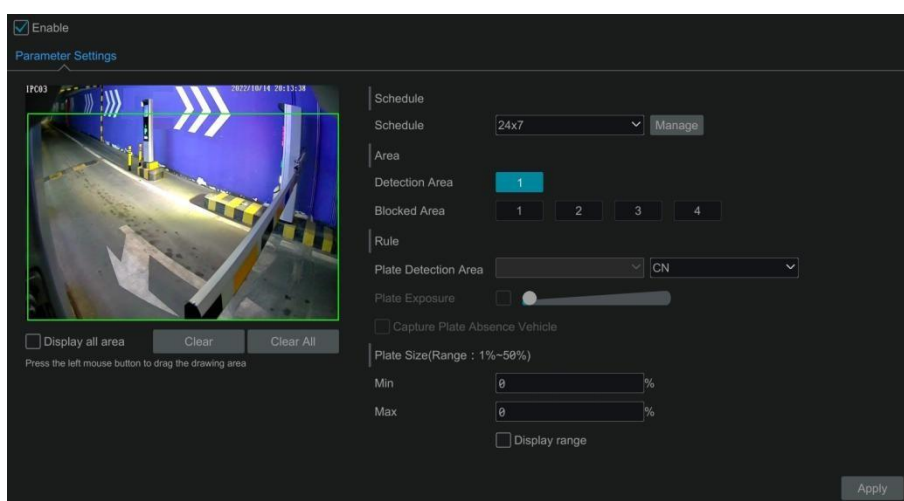 Enable
Parameter Settings
IPC03 2022/10/14 20:13:38
Display all area Clear Clear All
Press the left mouse button to drag the drawing area
Schedule
Schedule 24x7 Manage
Area
Detection Area 1
Blocked Area 1 2 3 4
Rule
Plate Detection Area CN
Plate Exposure
Capture Plate Absence Vehicle
Plate Size(Range : 1%~50%)
Min 0 %
Max 0 %
Display range
Apply